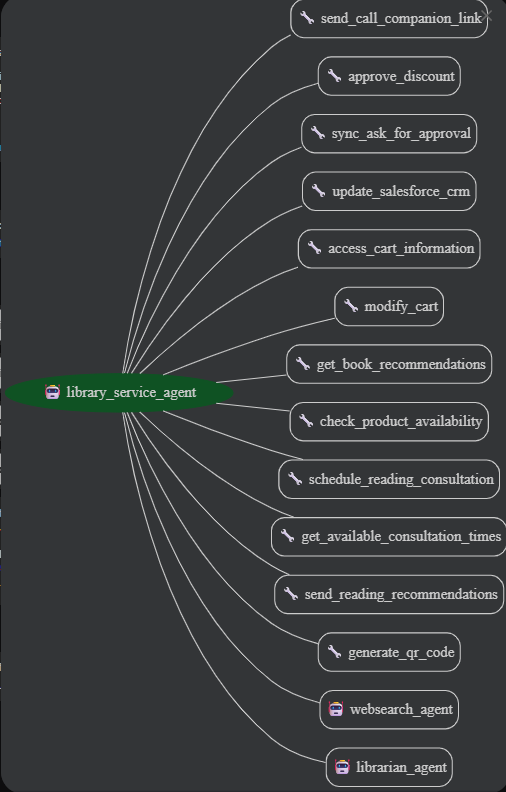 send_call_companion_link
approve_discount
sync_ask_for_approval
update_salesforce_crm
access_cart_information
modify_cart
get_book_recommendations
library_service_agent
check_product_availability
schedule_reading_consultation
get_available_consultation_times
send_reading_recommendations
generate_qr_code
websearch_agent
librarian_agent